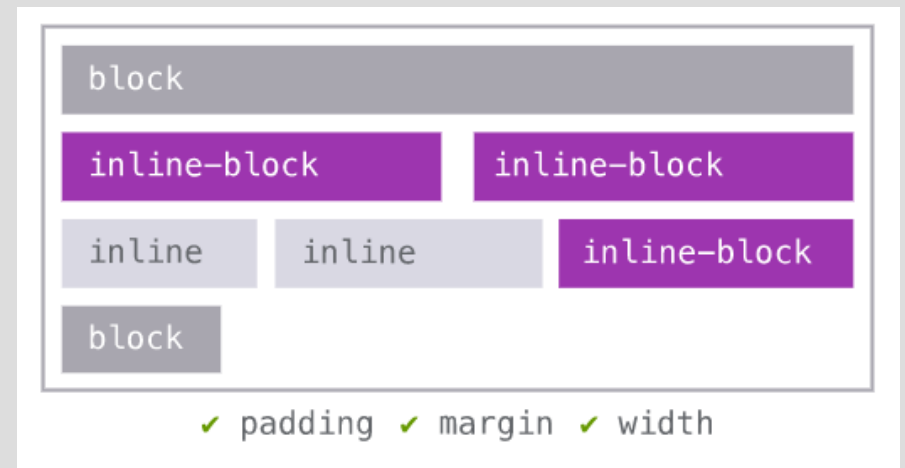 block
inline-block inline-block
inline inline inline-block
block
✔ padding ✔ margin ✔ width